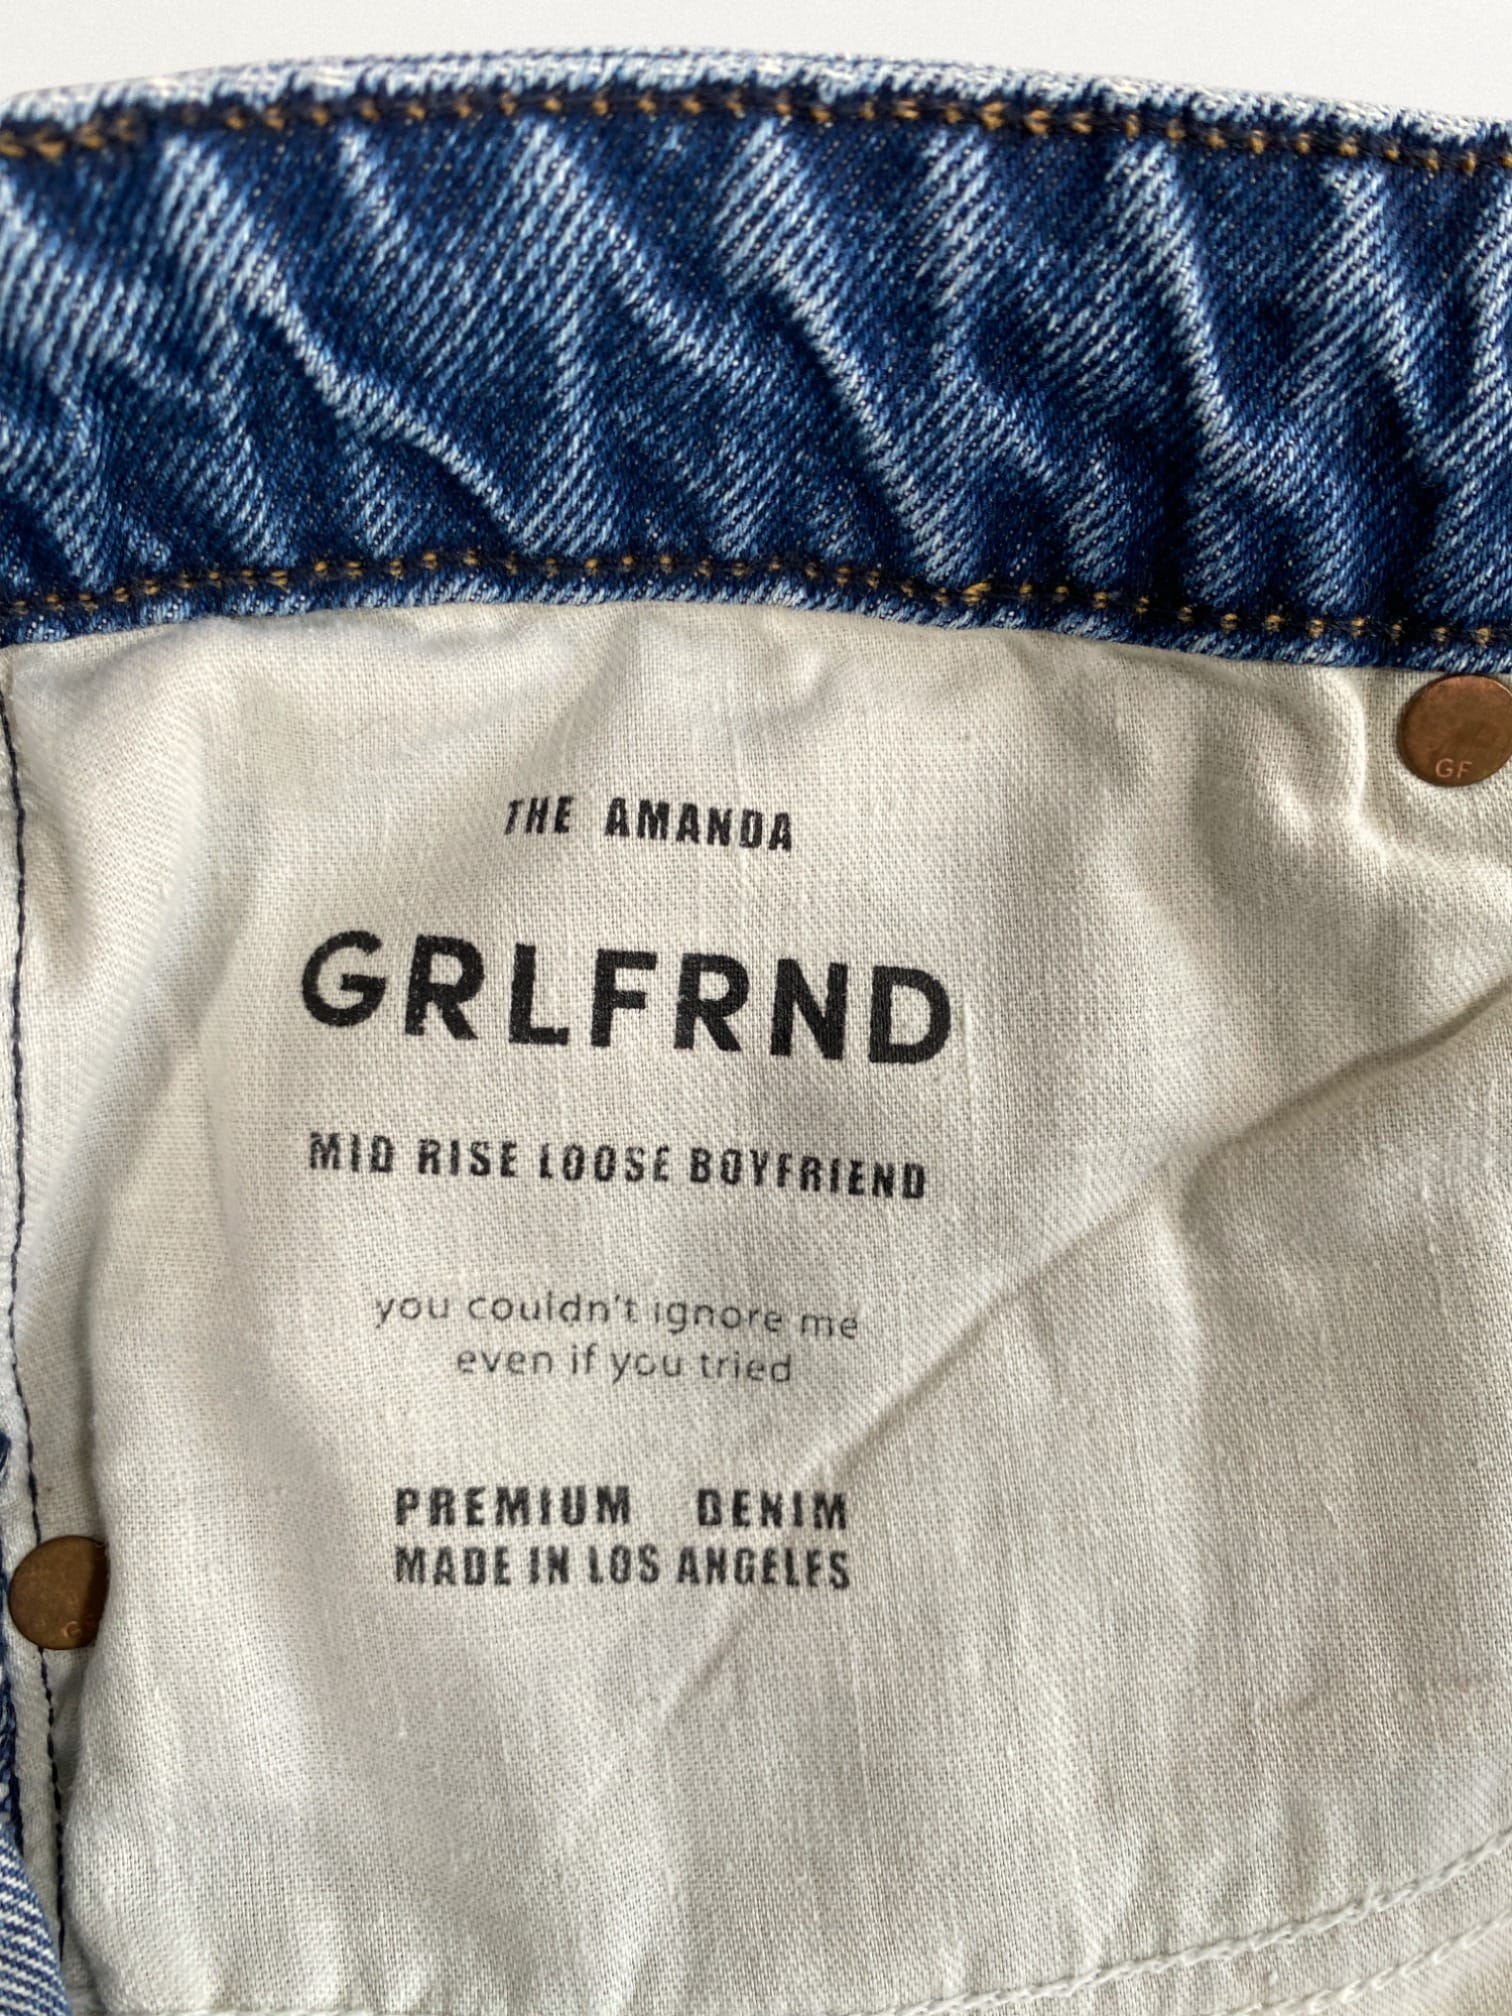 THE AMANDA
GRLFRND
MID RISE LOOSE BOYFRIEND
you couldn't ignore me
even if you tried
PREMIUM DENIM
MADE IN LOS ANGELES
GF